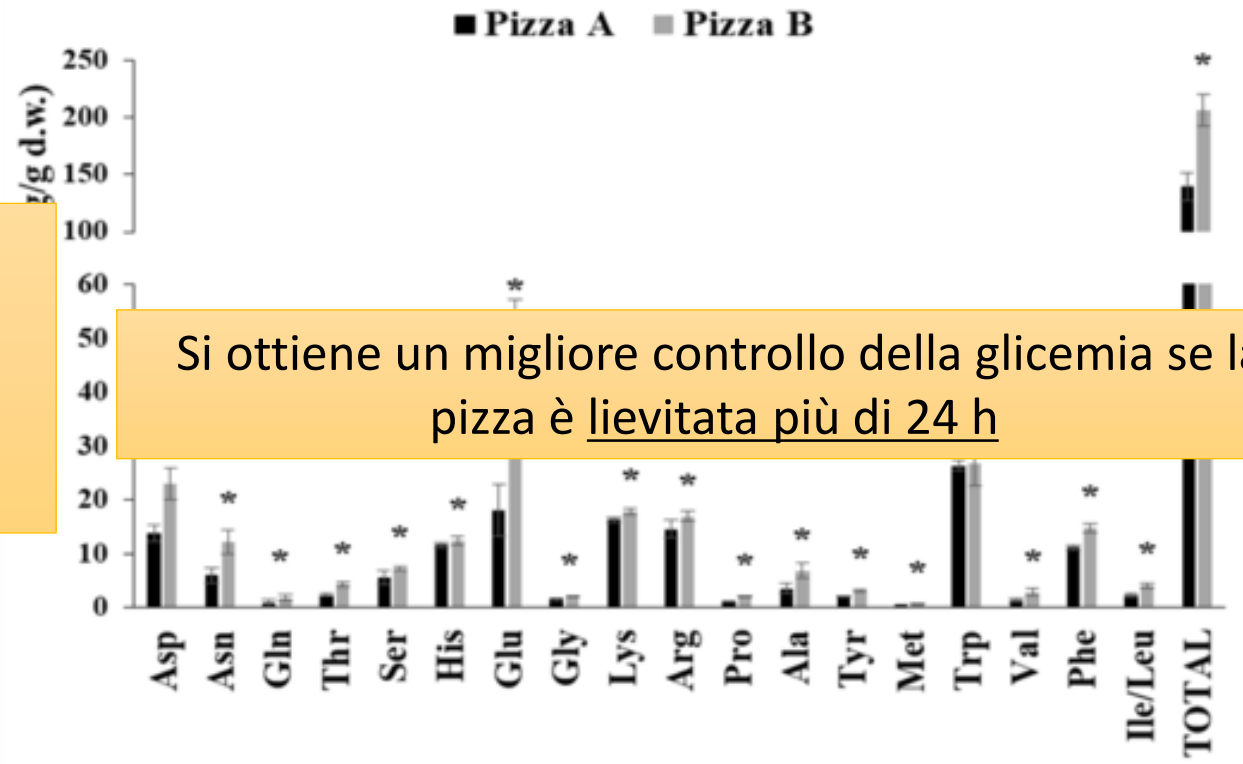 Pizza A Pizza B
250
*
200
g/g d.w.)
150
100
60
*
50
Si ottiene un migliore controllo della glicemia se
pizza è lievitata più di 24 h
40
30
20
10
0
* * * * * * * * * * * * * * *
Asp Asn Gln Thr Ser His Glu Gly Lys Arg Pro Ala Tyr Met Trp Val Phe Ile/Leu TOTAL